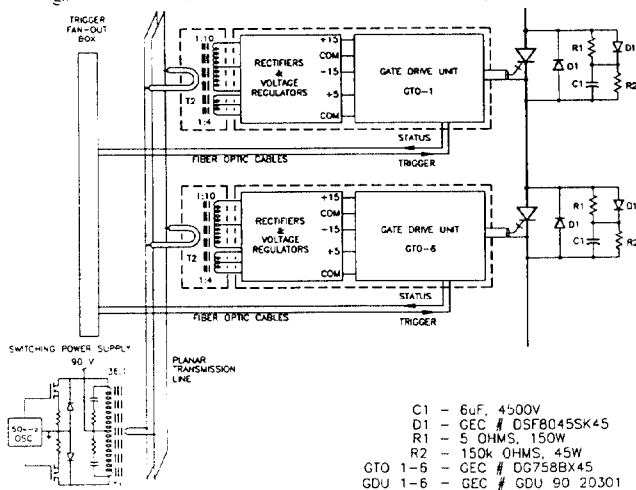 TRIGGER
FAN-OUT
BOX
1:10
T2
1:4
RECTIFIERS
&
VOLTAGE
REGULATORS
+15
COM
-15
+5
COM
GATE DRIVE UNIT
GTO-1
STATUS
TRIGGER
FIBER OPTIC CABLES
D1
R1
C1
D1
R2
1:10
T2
1:4
RECTIFIERS
&
VOLTAGE
REGULATORS
+15
COM
-15
+5
COM
GATE DRIVE UNIT
GTO-6
STATUS
TRIGGER
FIBER OPTIC CABLES
D1
R1
C1
D1
R2
SWITCHING POWER SUPPLY
90 V
36:1
OSC
PLANAR
TRANSMISSION
LINE
C1 - 6uF, 4500V
D1 - GEC # DSF8045SK45
R1 - 5 OHMS, 150W
R2 - 150k OHMS, 45W
GTO 1-6 - GEC # DG758BX45
GDU 1-6 - GEC # GDU 90 20301